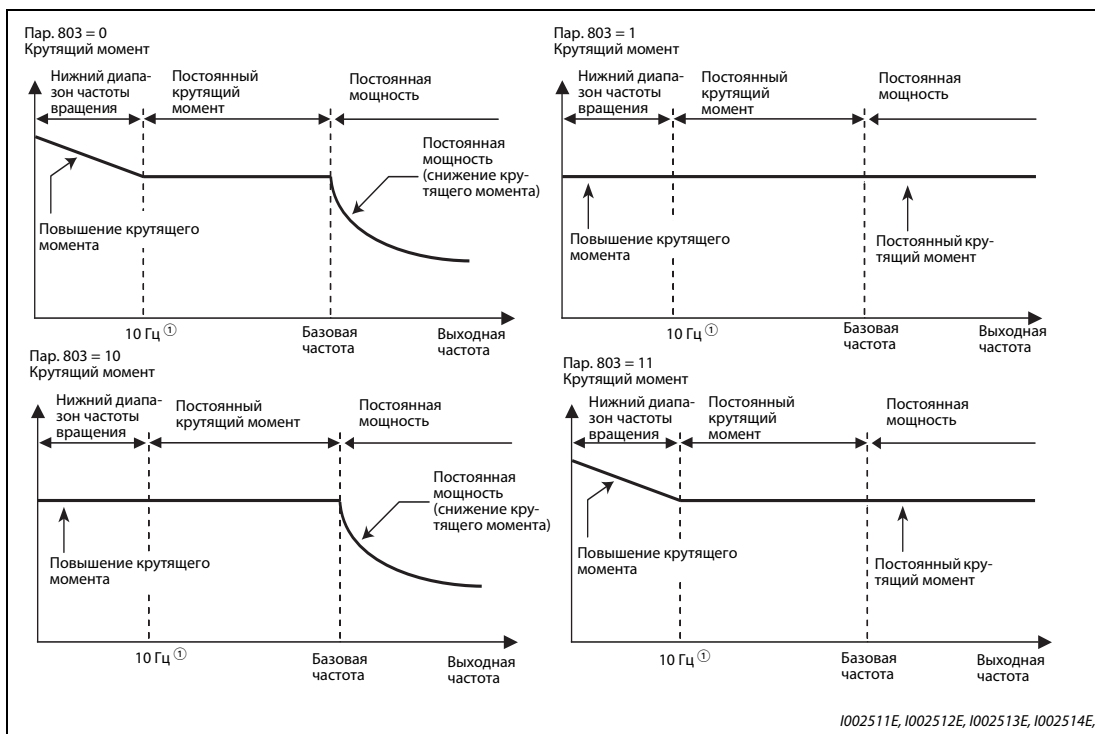 Пар. 803 = 0
Крутящий момент
Нижний диапа-
зон частоты
вращения
Постоянный
крутящий
момент
Постоянная
мощность
Постоянная
мощность
(снижение кру-
тящего момента)
Повышение крутящего
момента
10 Гц ①
Базовая
частота
Выходная
частота
Пар. 803 = 1
Крутящий момент
Нижний диапа-
зон частоты
вращения
Постоянный
крутящий
момент
Постоянная
мощность
Повышение крутящего
момента
Постоянный кру-
тящий момент
10 Гц ①
Базовая
частота
Выходная
частота
Пар. 803 = 10
Крутящий момент
Нижний диапа-
зон частоты
вращения
Постоянный
крутящий момент
Постоянная
мощность
Постоянная
мощность
(снижение кру-
тящего момента)
Повышение крутящего
момента
10 Гц ①
Базовая
частота
Выходная
частота
Пар. 803 = 11
Крутящий момент
Нижний диапа-
зон частоты
вращения
Постоянный
крутящий
момент
Постоянная
мощность
Повышение крутящего
момента
Постоянный кру-
тящий момент
10 Гц ①
Базовая
частота
Выходная
частота
I002511E, I002512E, I002513E, I002514E,